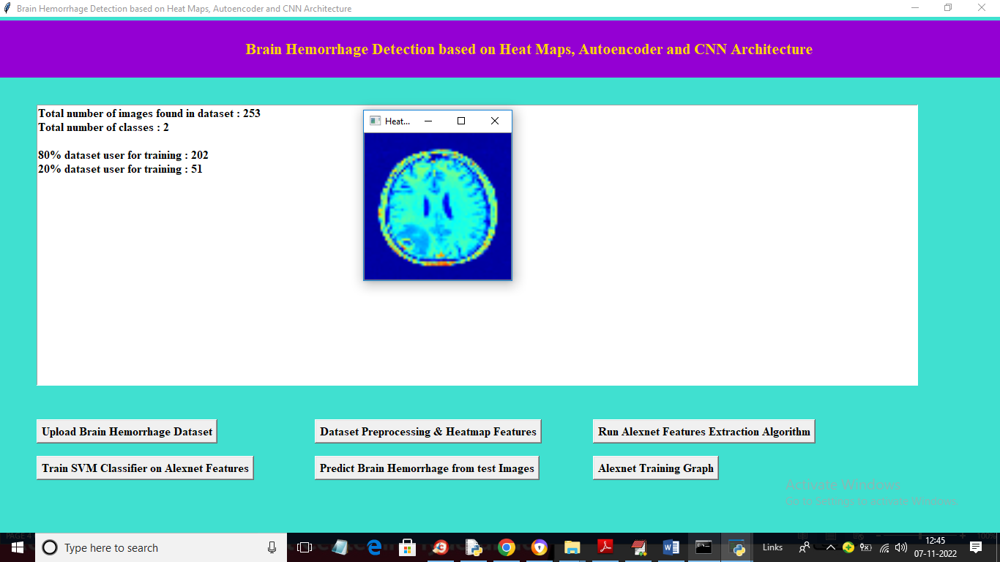 Brain Hemorrhage Detection based on Heat Maps, Autoencoder and CNN Architecture
Brain Hemorrhage Detection based on Heat Maps, Autoencoder and CNN Architecture
Total number of images found in dataset : 253
Total number of classes : 2
80% dataset user for training : 202
20% dataset user for training : 51
Heat...
Upload Brain Hemorrhage Dataset
Dataset Preprocessing & Heatmap Features
Run Alexnet Features Extraction Algorithm
Train SVM Classifier on Alexnet Features
Predict Brain Hemorrhage from test Images
Alexnet Training Graph
Activate Windows
Go to Settings to activate Windows.
PAGE 4
100%
Type here to search
Links
12:45
07-11-2022